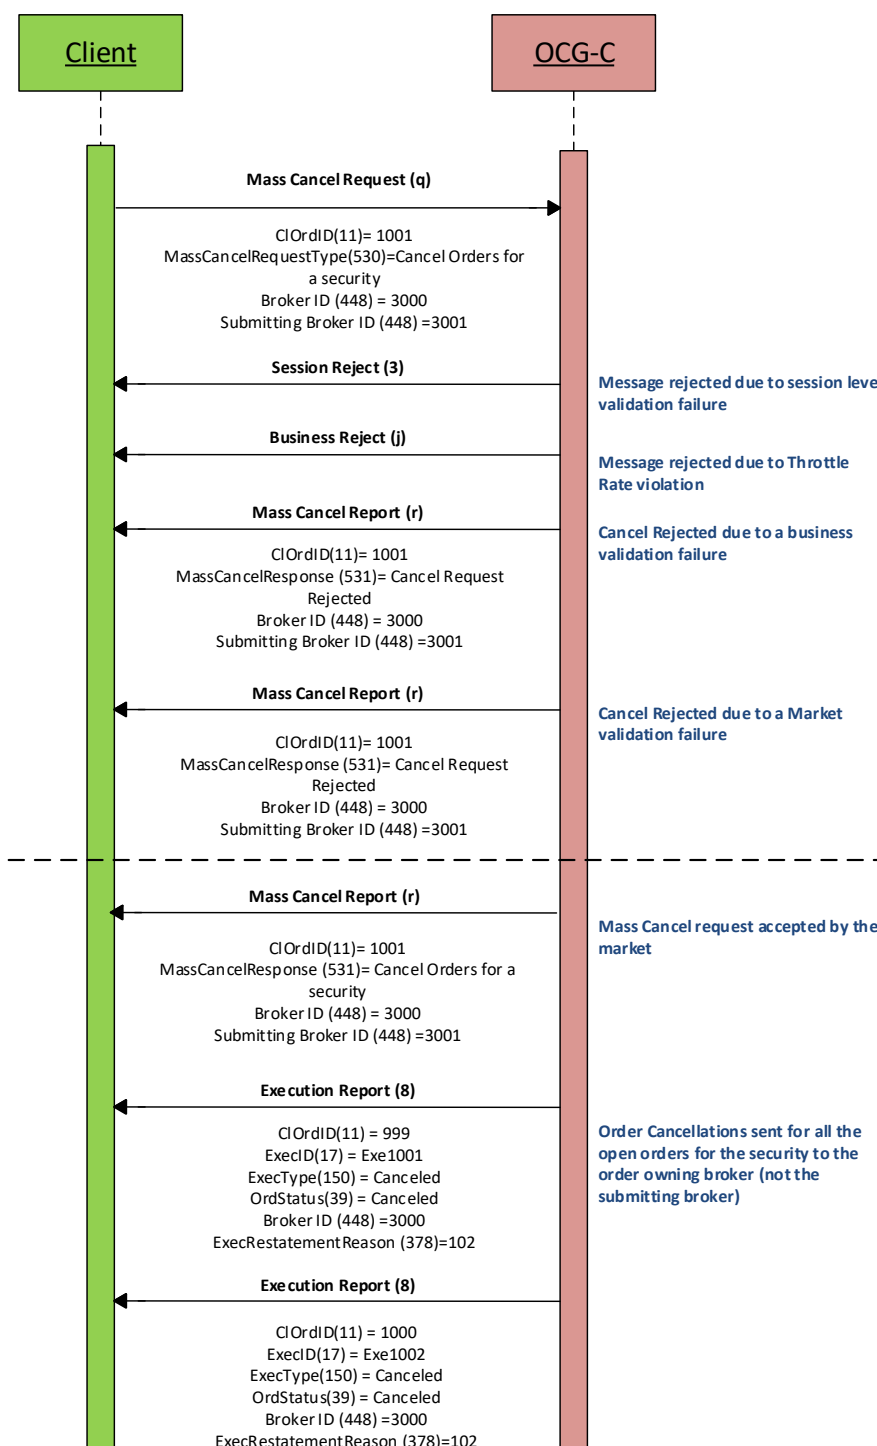 Client
OCG-C
Mass Cancel Request (q)
ClOrdID(11)= 1001
MassCancelRequestType(530)=Cancel Orders for
a security
Broker ID (448) = 3000
Submitting Broker ID (448) =3001
Session Reject (3)
Message rejected due to session leve
validation failure
Business Reject (j)
Message rejected due to Throttle
Rate violation
Mass Cancel Report (r)
Cancel Rejected due to a business
validation failure
ClOrdID(11)= 1001
MassCancelResponse (531)= Cancel Request
Rejected
Broker ID (448) = 3000
Submitting Broker ID (448) =3001
Mass Cancel Report (r)
Cancel Rejected due to a Market
validation failure
ClOrdID(11)= 1001
MassCancelResponse (531)= Cancel Request
Rejected
Broker ID (448) = 3000
Submitting Broker ID (448) =3001
Mass Cancel Report (r)
Mass Cancel request accepted by the
market
ClOrdID(11)= 1001
MassCancelResponse (531)= Cancel Orders for a
security
Broker ID (448) = 3000
Submitting Broker ID (448) =3001
Execution Report (8)
Order Cancellations sent for all the
open orders for the security to the
order owning broker (not the
submitting broker)
ClOrdID(11) = 999
ExecID(17) = Exe1001
ExecType(150) = Canceled
OrdStatus(39) = Canceled
Broker ID (448) =3000
ExecRestatementReason (378)=102
Execution Report (8)
ClOrdID(11) = 1000
ExecID(17) = Exe1002
ExecType(150) = Canceled
OrdStatus(39) = Canceled
Broker ID (448) =3000
ExecRestatementReason (378)=102